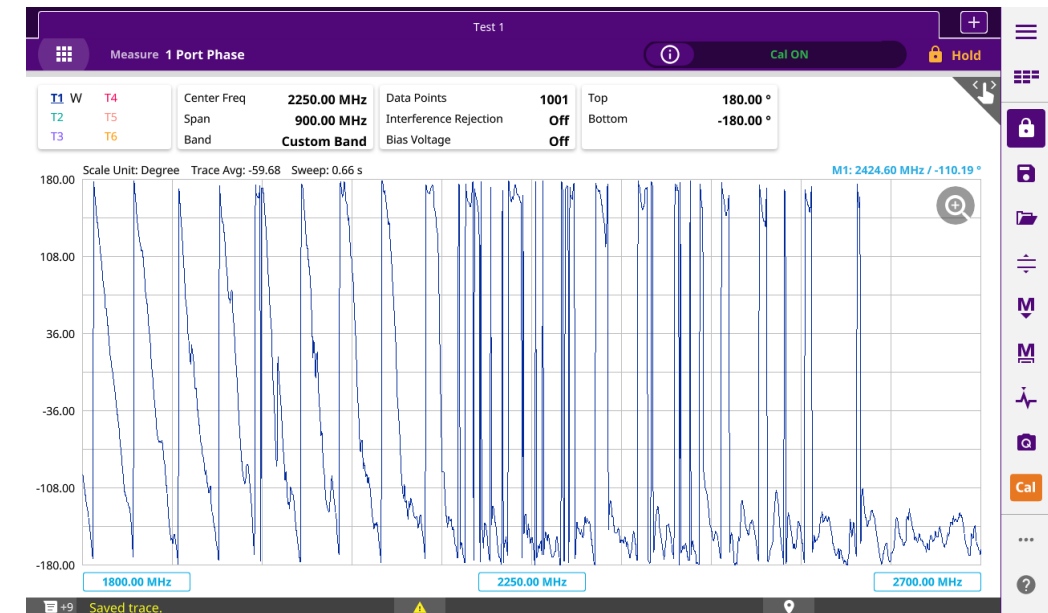 Test 1
+
Measure 1 Port Phase
Cal ON
Hold
T1 W T4
T2 T5
T3 T6
Center Freq 2250.00 MHz
Span 900.00 MHz
Band Custom Band
Data Points 1001
Interference Rejection Off
Bias Voltage Off
Top 180.00 °
Bottom -180.00 °
Scale Unit: Degree Trace Avg: -59.68 Sweep: 0.66 s
M1: 2424.60 MHz / -110.19 °
180.00
108.00
36.00
-36.00
-108.00
-180.00
1800.00 MHz
2250.00 MHz
2700.00 MHz
+9 Saved trace.
M
M
Q
Cal
?